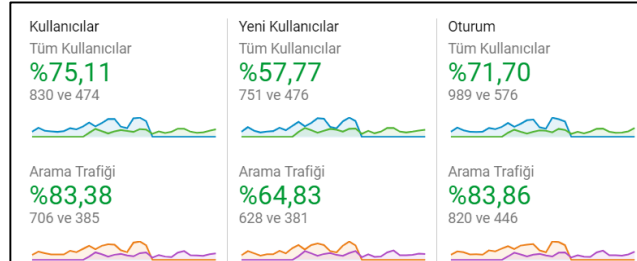 Kullanıcılar
Tüm Kullanıcılar
%75,11
830 ve 474
Arama Trafiği
%83,38
706 ve 385
Yeni Kullanıcılar
Tüm Kullanıcılar
%57,77
751 ve 476
Arama Trafiği
%64,83
628 ve 381
Oturum
Tüm Kullanıcılar
%71,70
989 ve 576
Arama Trafiği
%83,86
820 ve 446